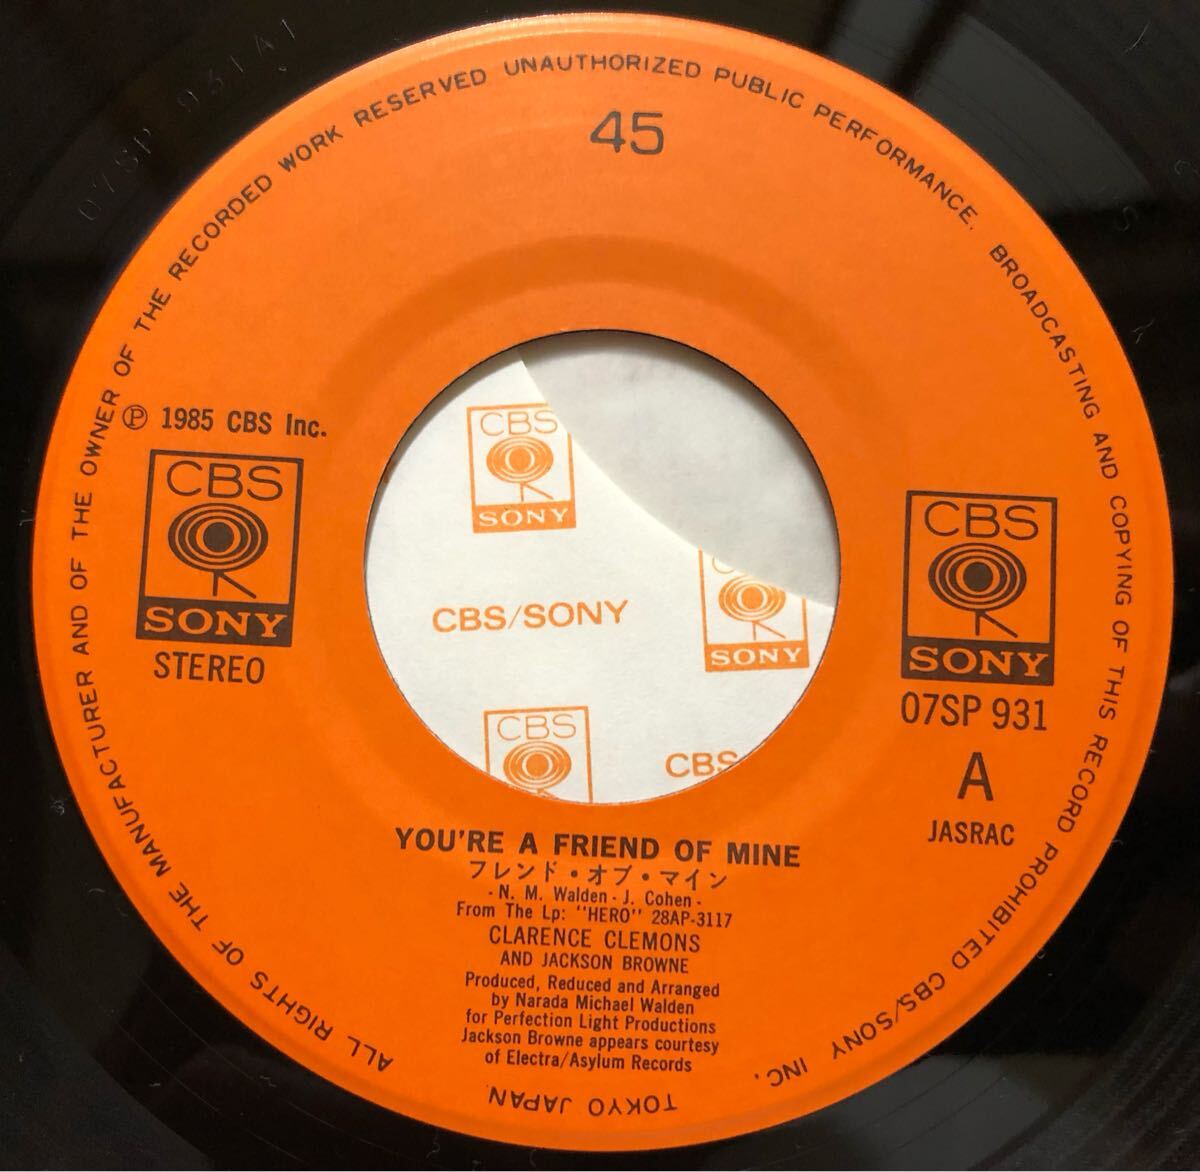 ALL RIGHTS OF THE MANUFACTURER AND OF THE OWNER OF THE RECORDED WORK RESERVED UNAUTHORIZED PUBLIC PERFORMANCE. BROADCASTING AND COPYING OF THIS RECORD PROHIBITED CBS/SONY INC.
TOKYO JAPAN
45
℗ 1985 CBS Inc.
CBS
SONY
STEREO
CBS
SONY
07SP 931
A
JASRAC
CBS
SONY
CBS/SONY
SONY
CBS
CBS
YOU'RE A FRIEND OF MINE
フレンド・オブ・マイン
- N. M. Walden - J. Cohen -
From The Lp: "HERO" 28AP-3117
CLARENCE CLEMONS
AND JACKSON BROWNE
Produced, Reduced and Arranged
by Narada Michael Walden
for Perfection Light Productions
Jackson Browne appears courtesy
of Electra/Asylum Records
07SP 931A1